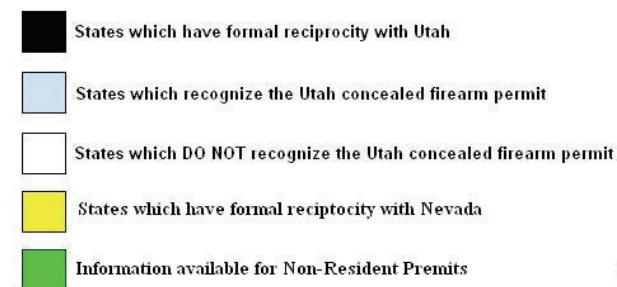 States which have formal reciprocity with Utah
States which recognize the Utah concealed firearm permit
States which DO NOT recognize the Utah concealed firearm permit
States which have formal reciptocity with Nevada
Information available for Non-Resident Premits